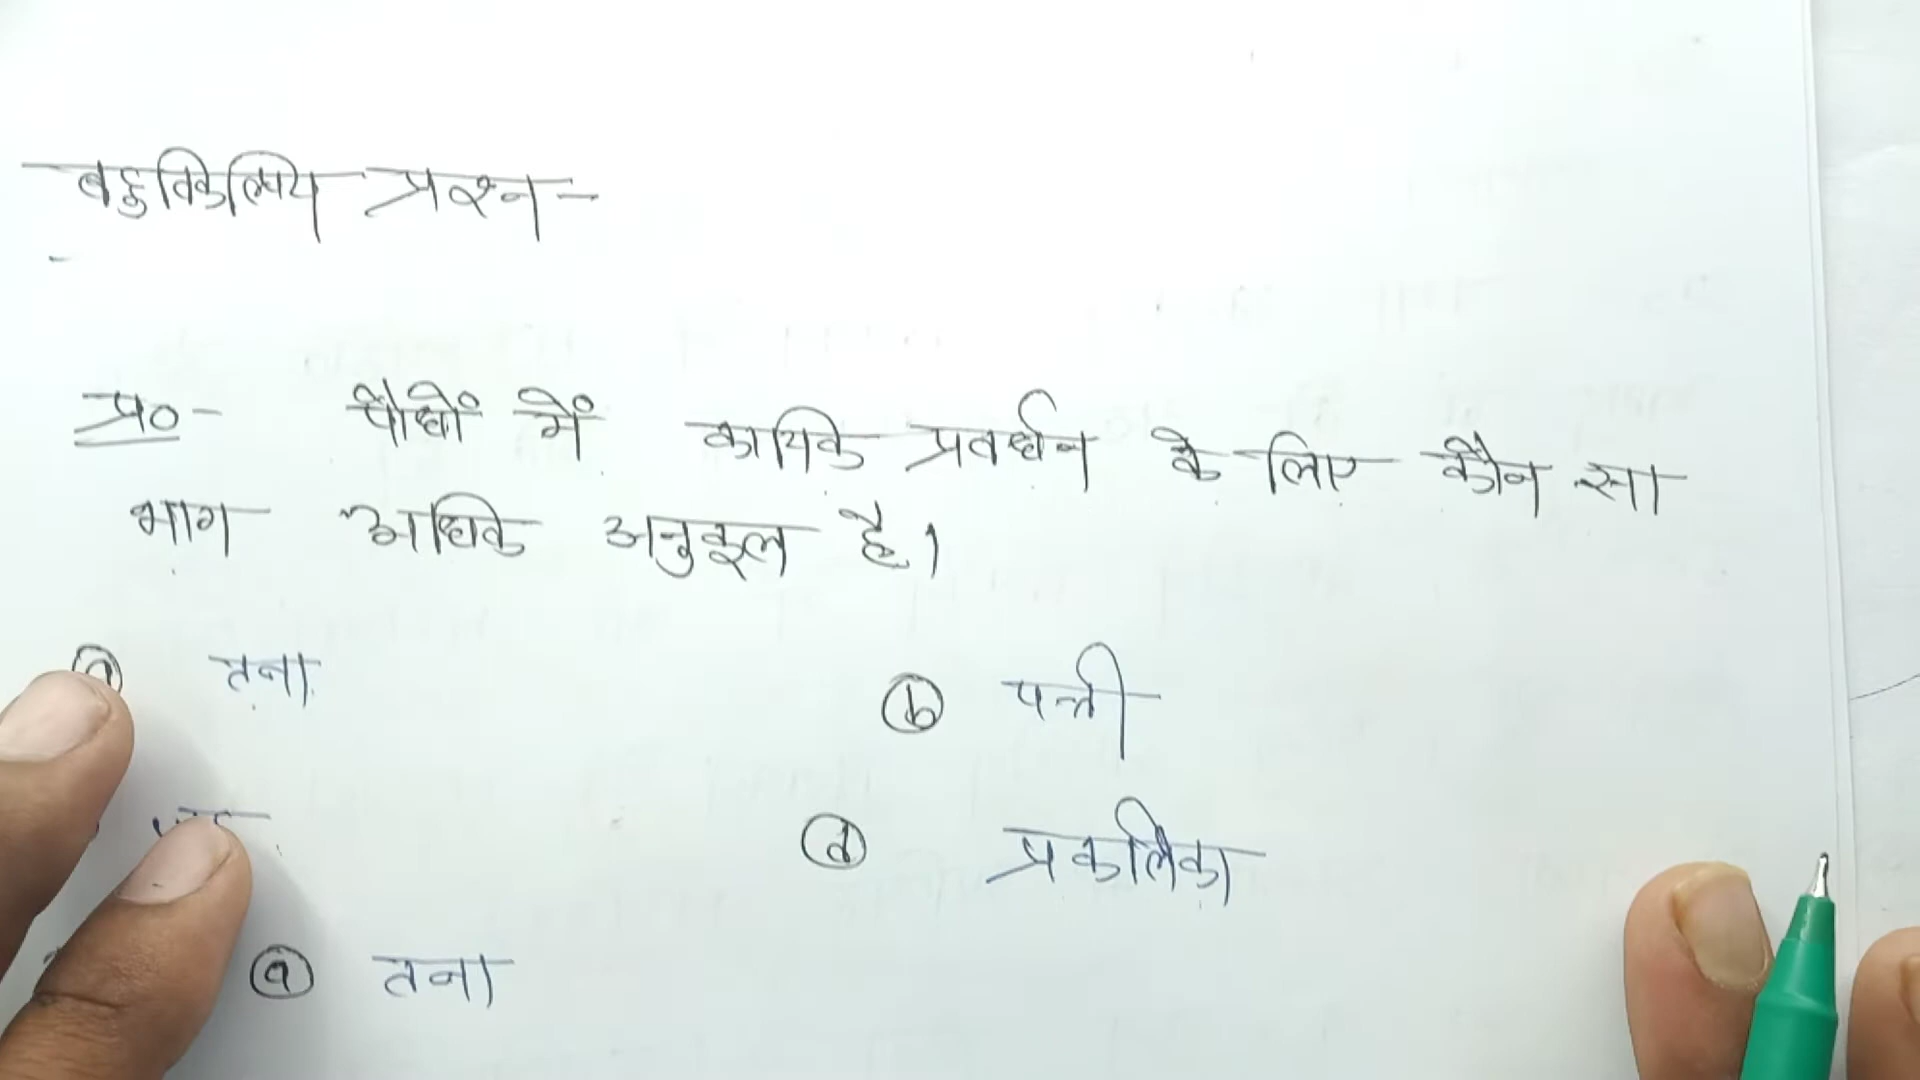 बहुविकल्पिय प्रश्न-
प्र०- पौधों में कायिक प्रवर्धन के लिए कौन सा
भाग अधिक अनुकूल है।
तना ⓑ पत्ती
ⓓ प्रकलिका
ⓐ तना